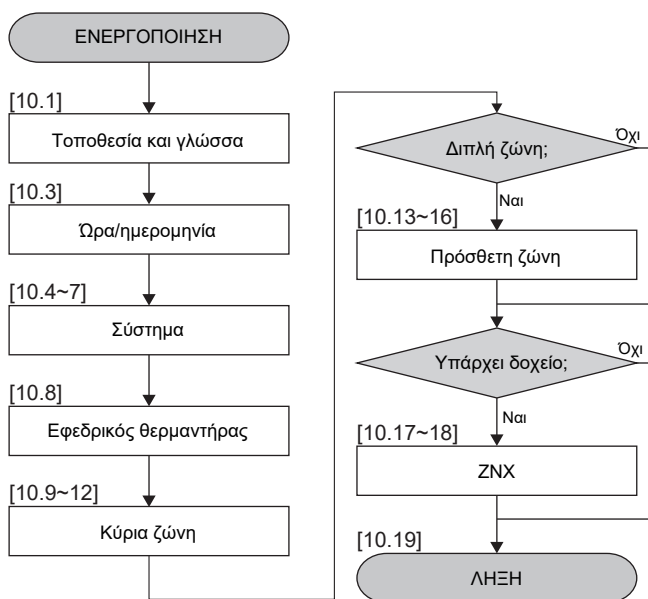 ΕΝΕΡΓΟΠΟΙΗΣΗ
[10.1]
Τοποθεσία και γλώσσα
[10.3]
Ώρα/ημερομηνία
[10.4~7]
Σύστημα
[10.8]
Εφεδρικός θερμαντήρας
[10.9~12]
Κύρια ζώνη
Διπλή ζώνη;
Όχι
Ναι
[10.13~16]
Πρόσθετη ζώνη
Υπάρχει δοχείο;
Όχι
Ναι
[10.17~18]
ΖΝΧ
[10.19]
ΛΗΞΗ